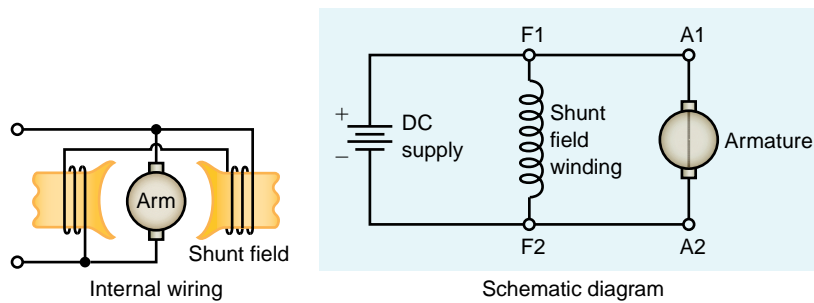 Arm
Shunt field
Internal wiring
F1
A1
+
DC
supply
−
Shunt
field
winding
Armature
F2
A2
Schematic diagram